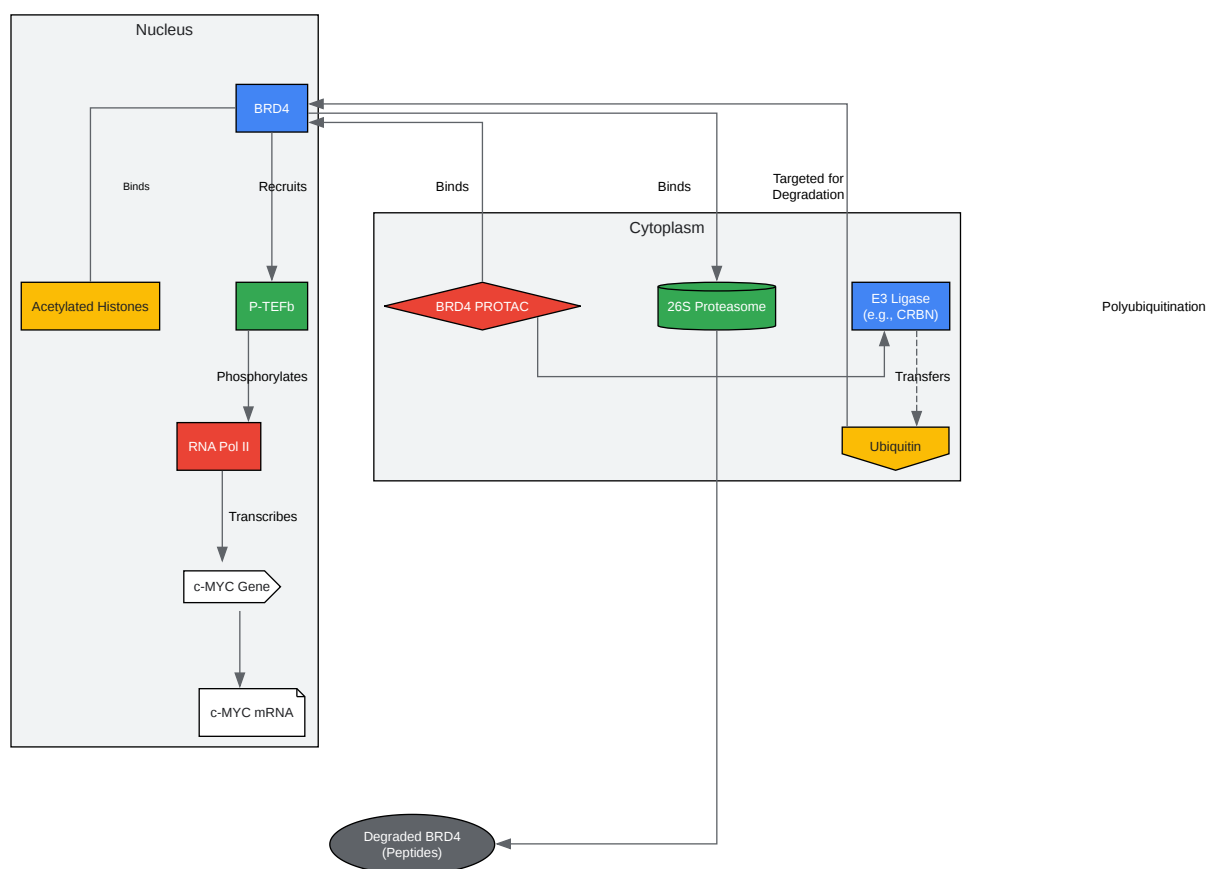 Nucleus
BRD4
Binds
Recruits
Binds
Binds
Targeted for
Degradation
Cytoplasm
Acetylated Histones
P-TEFb
BRD4 PROTAC
26S Proteasome
E3 Ligase
(e.g., CRBN)
Polyubiquitination
Phosphorylates
Transfers
RNA Pol II
Ubiquitin
Transcribes
c-MYC Gene
c-MYC mRNA
Degraded BRD4
(Peptides)